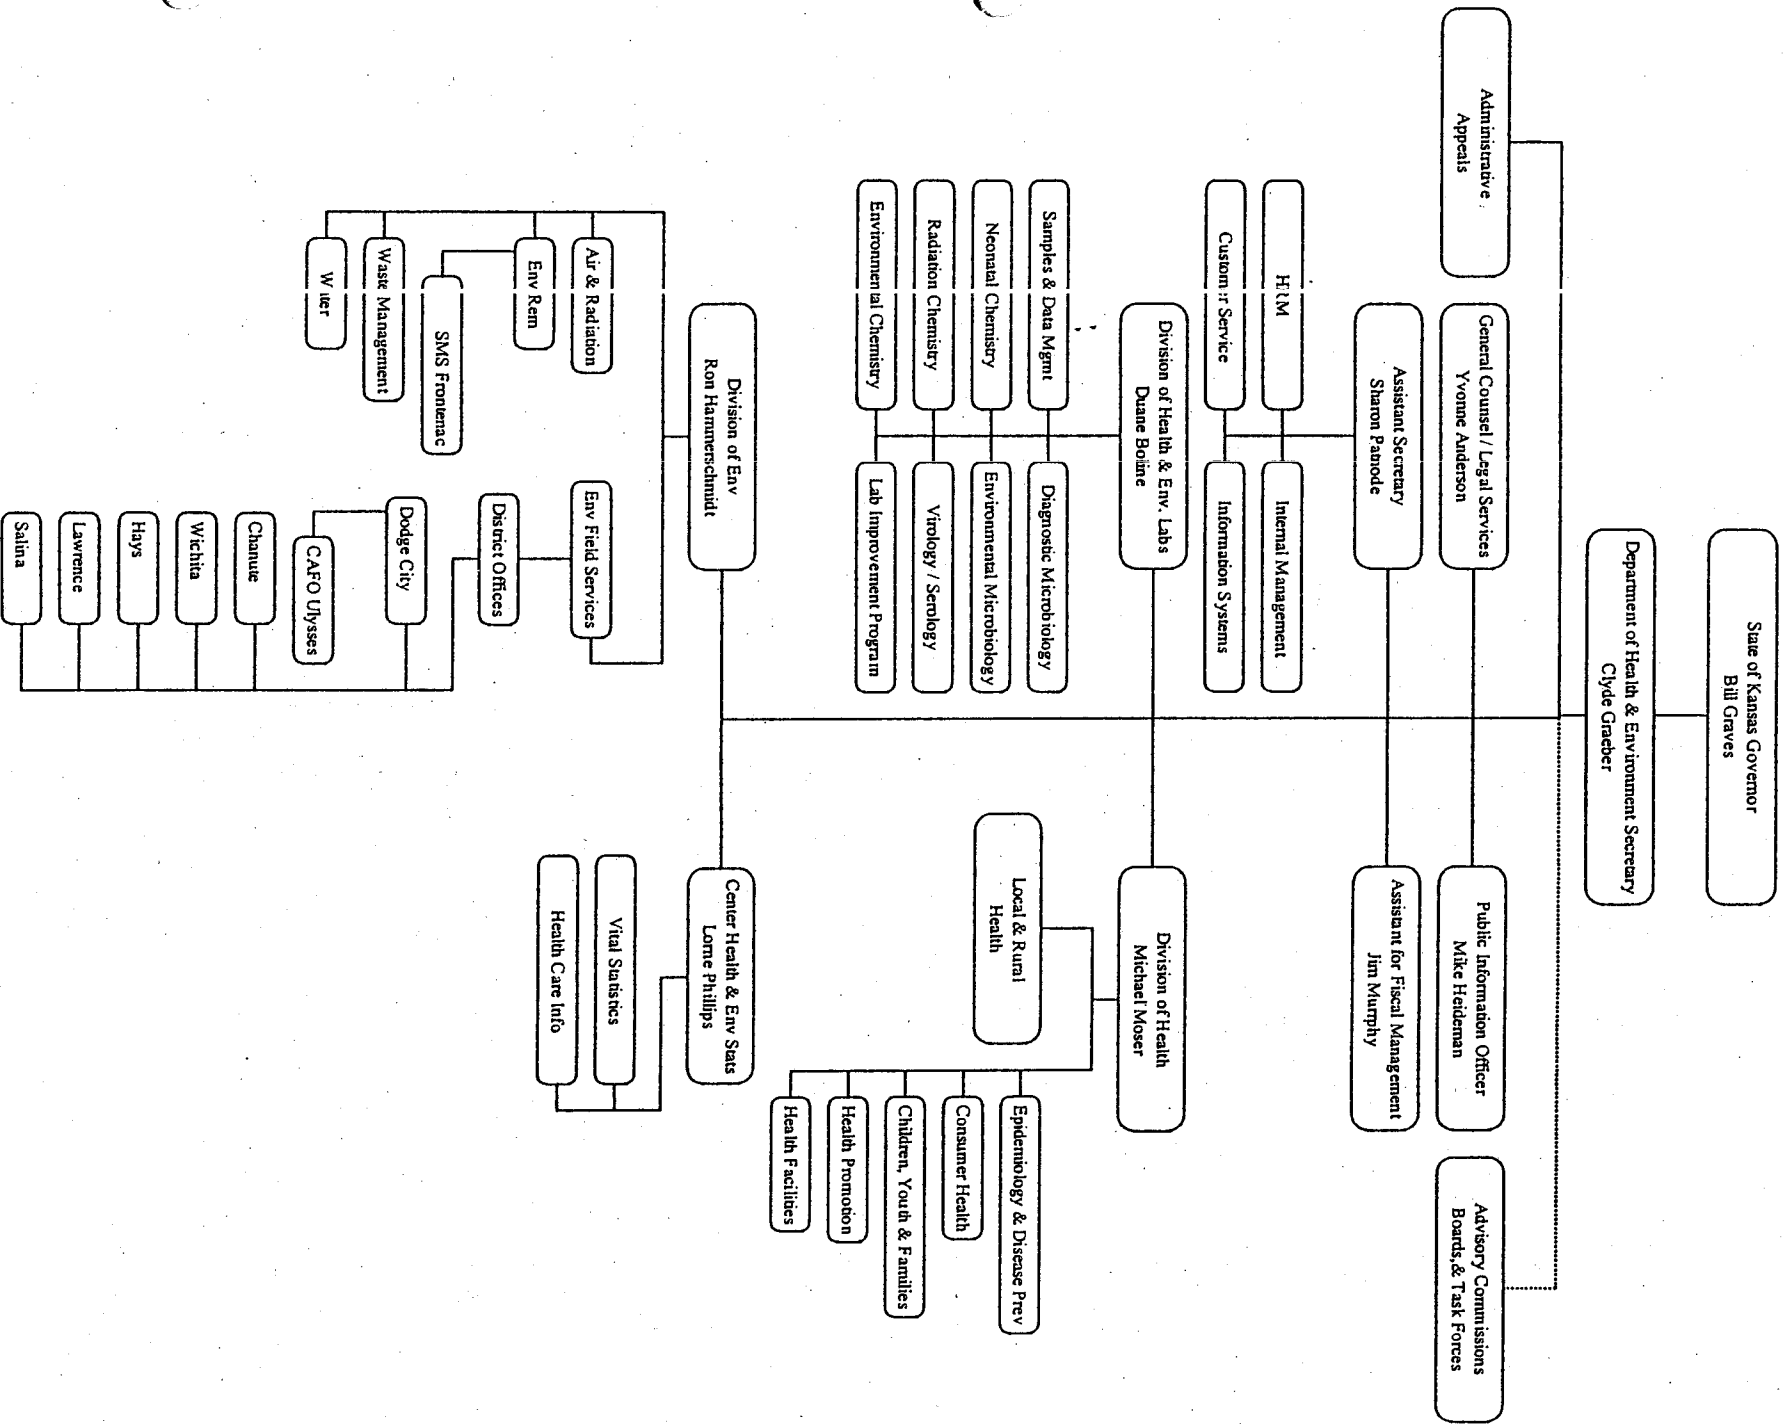 State of Kansas Governor
Bill Graves
Department of Health & Environment Secretary
Clyde Graeber
Administrative
Appeals
General Counsel / Legal Services
Yvonne Anderson
Public Information Officer
Mike Heideman
Advisory Commissions
Boards,& Task Forces
Assistant Secretary
Sharon Patnode
Assistant for Fiscal Management
Jim Murphy
HRM
Internal Management
Customer Service
Information Systems
Division of Health & Env. Labs
Duane Boline
Division of Health
Michael Moser
Samples & Data Mgmt
Diagnostic Microbiology
Neonatal Chemistry
Environmental Microbiology
Radiation Chemistry
Virology / Serology
Environmental Chemistry
Lab Improvement Program
Local & Rural
Health
Epidemiology & Disease Prev
Consumer Health
Children, Youth & Families
Health Promotion
Health Facilities
Division of Env
Ron Hammerschmidt
Center Health & Env Stats
Lorne Phillips
Air & Radiation
Env Rem
SMS Frontenac
Waste Management
Water
Env Field Services
District Offices
Dodge City
CAFO Ulysses
Chanute
Wichita
Hays
Lawrence
Salina
Vital Statistics
Health Care Info